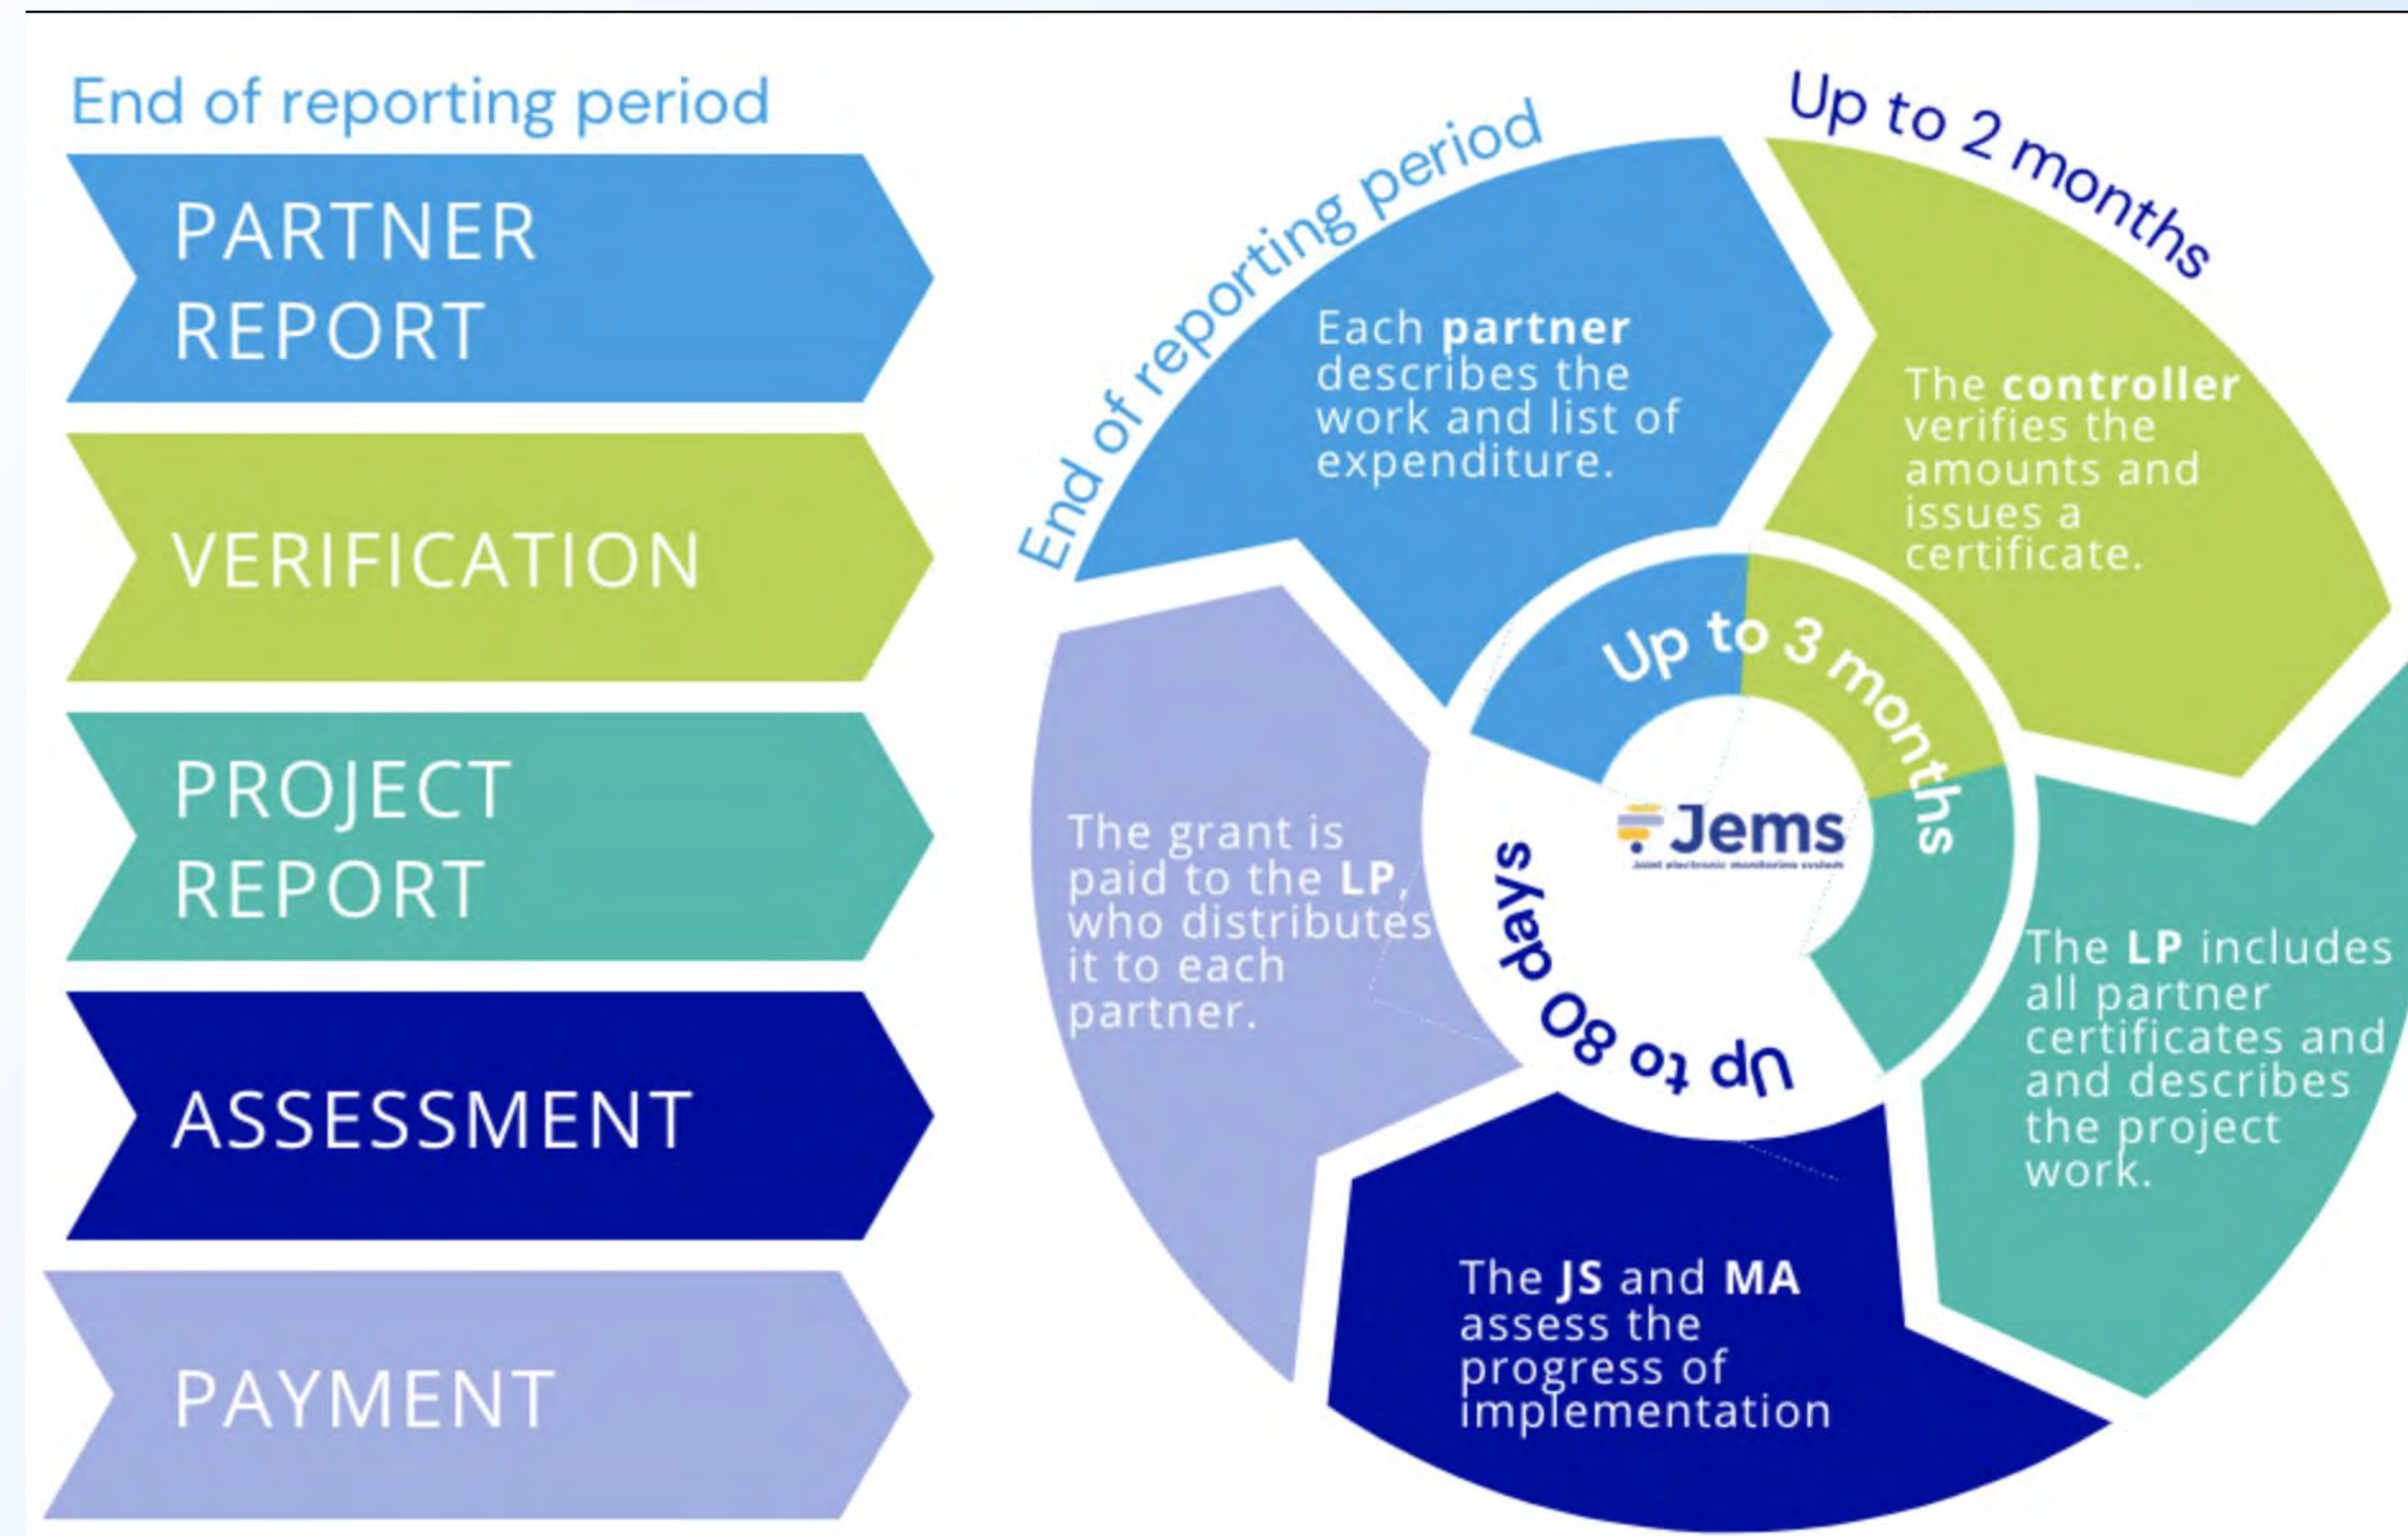 End of reporting period
PARTNER
REPORT
VERIFICATION
PROJECT
REPORT
ASSESSMENT
PAYMENT
End of reporting period
Up to 2 months
Each partner
describes the
work and list of
expenditure.
The controller
verifies the
amounts and
issues a
certificate.
The LP includes
all partner
certificates and
and describes
the project
work.
The JS and MA
assess the
progress of
implementation
The grant is
paid to the LP,
who distributes
it to each
partner.
Up to 3 months
Up to 80 days
Jems
Joint electronic monitoring system